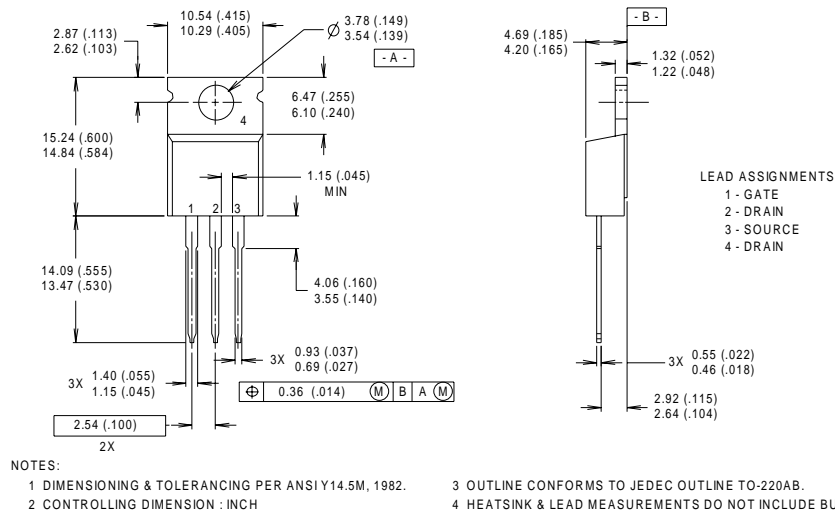 10.54 (.415)
10.29 (.405)
2.87 (.113)
2.62 (.103)
Ø 3.78 (.149)
3.54 (.139)
- A -
6.47 (.255)
6.10 (.240)
4
15.24 (.600)
14.84 (.584)
1.15 (.045)
MIN
1 2 3
14.09 (.555)
13.47 (.530)
4.06 (.160)
3.55 (.140)
3X 0.93 (.037)
0.69 (.027)
3X 1.40 (.055)
1.15 (.045)
⌖ 0.36 (.014) Ⓜ B A Ⓜ
2.54 (.100)
2X
- B -
4.69 (.185)
4.20 (.165)
1.32 (.052)
1.22 (.048)
LEAD ASSIGNMENTS
1 - GATE
2 - DRAIN
3 - SOURCE
4 - DRAIN
3X 0.55 (.022)
0.46 (.018)
2.92 (.115)
2.64 (.104)
NOTES:
1 DIMENSIONING & TOLERANCING PER ANSI Y14.5M, 1982.
2 CONTROLLING DIMENSION : INCH
3 OUTLINE CONFORMS TO JEDEC OUTLINE TO-220AB.
4 HEATSINK & LEAD MEASUREMENTS DO NOT INCLUDE